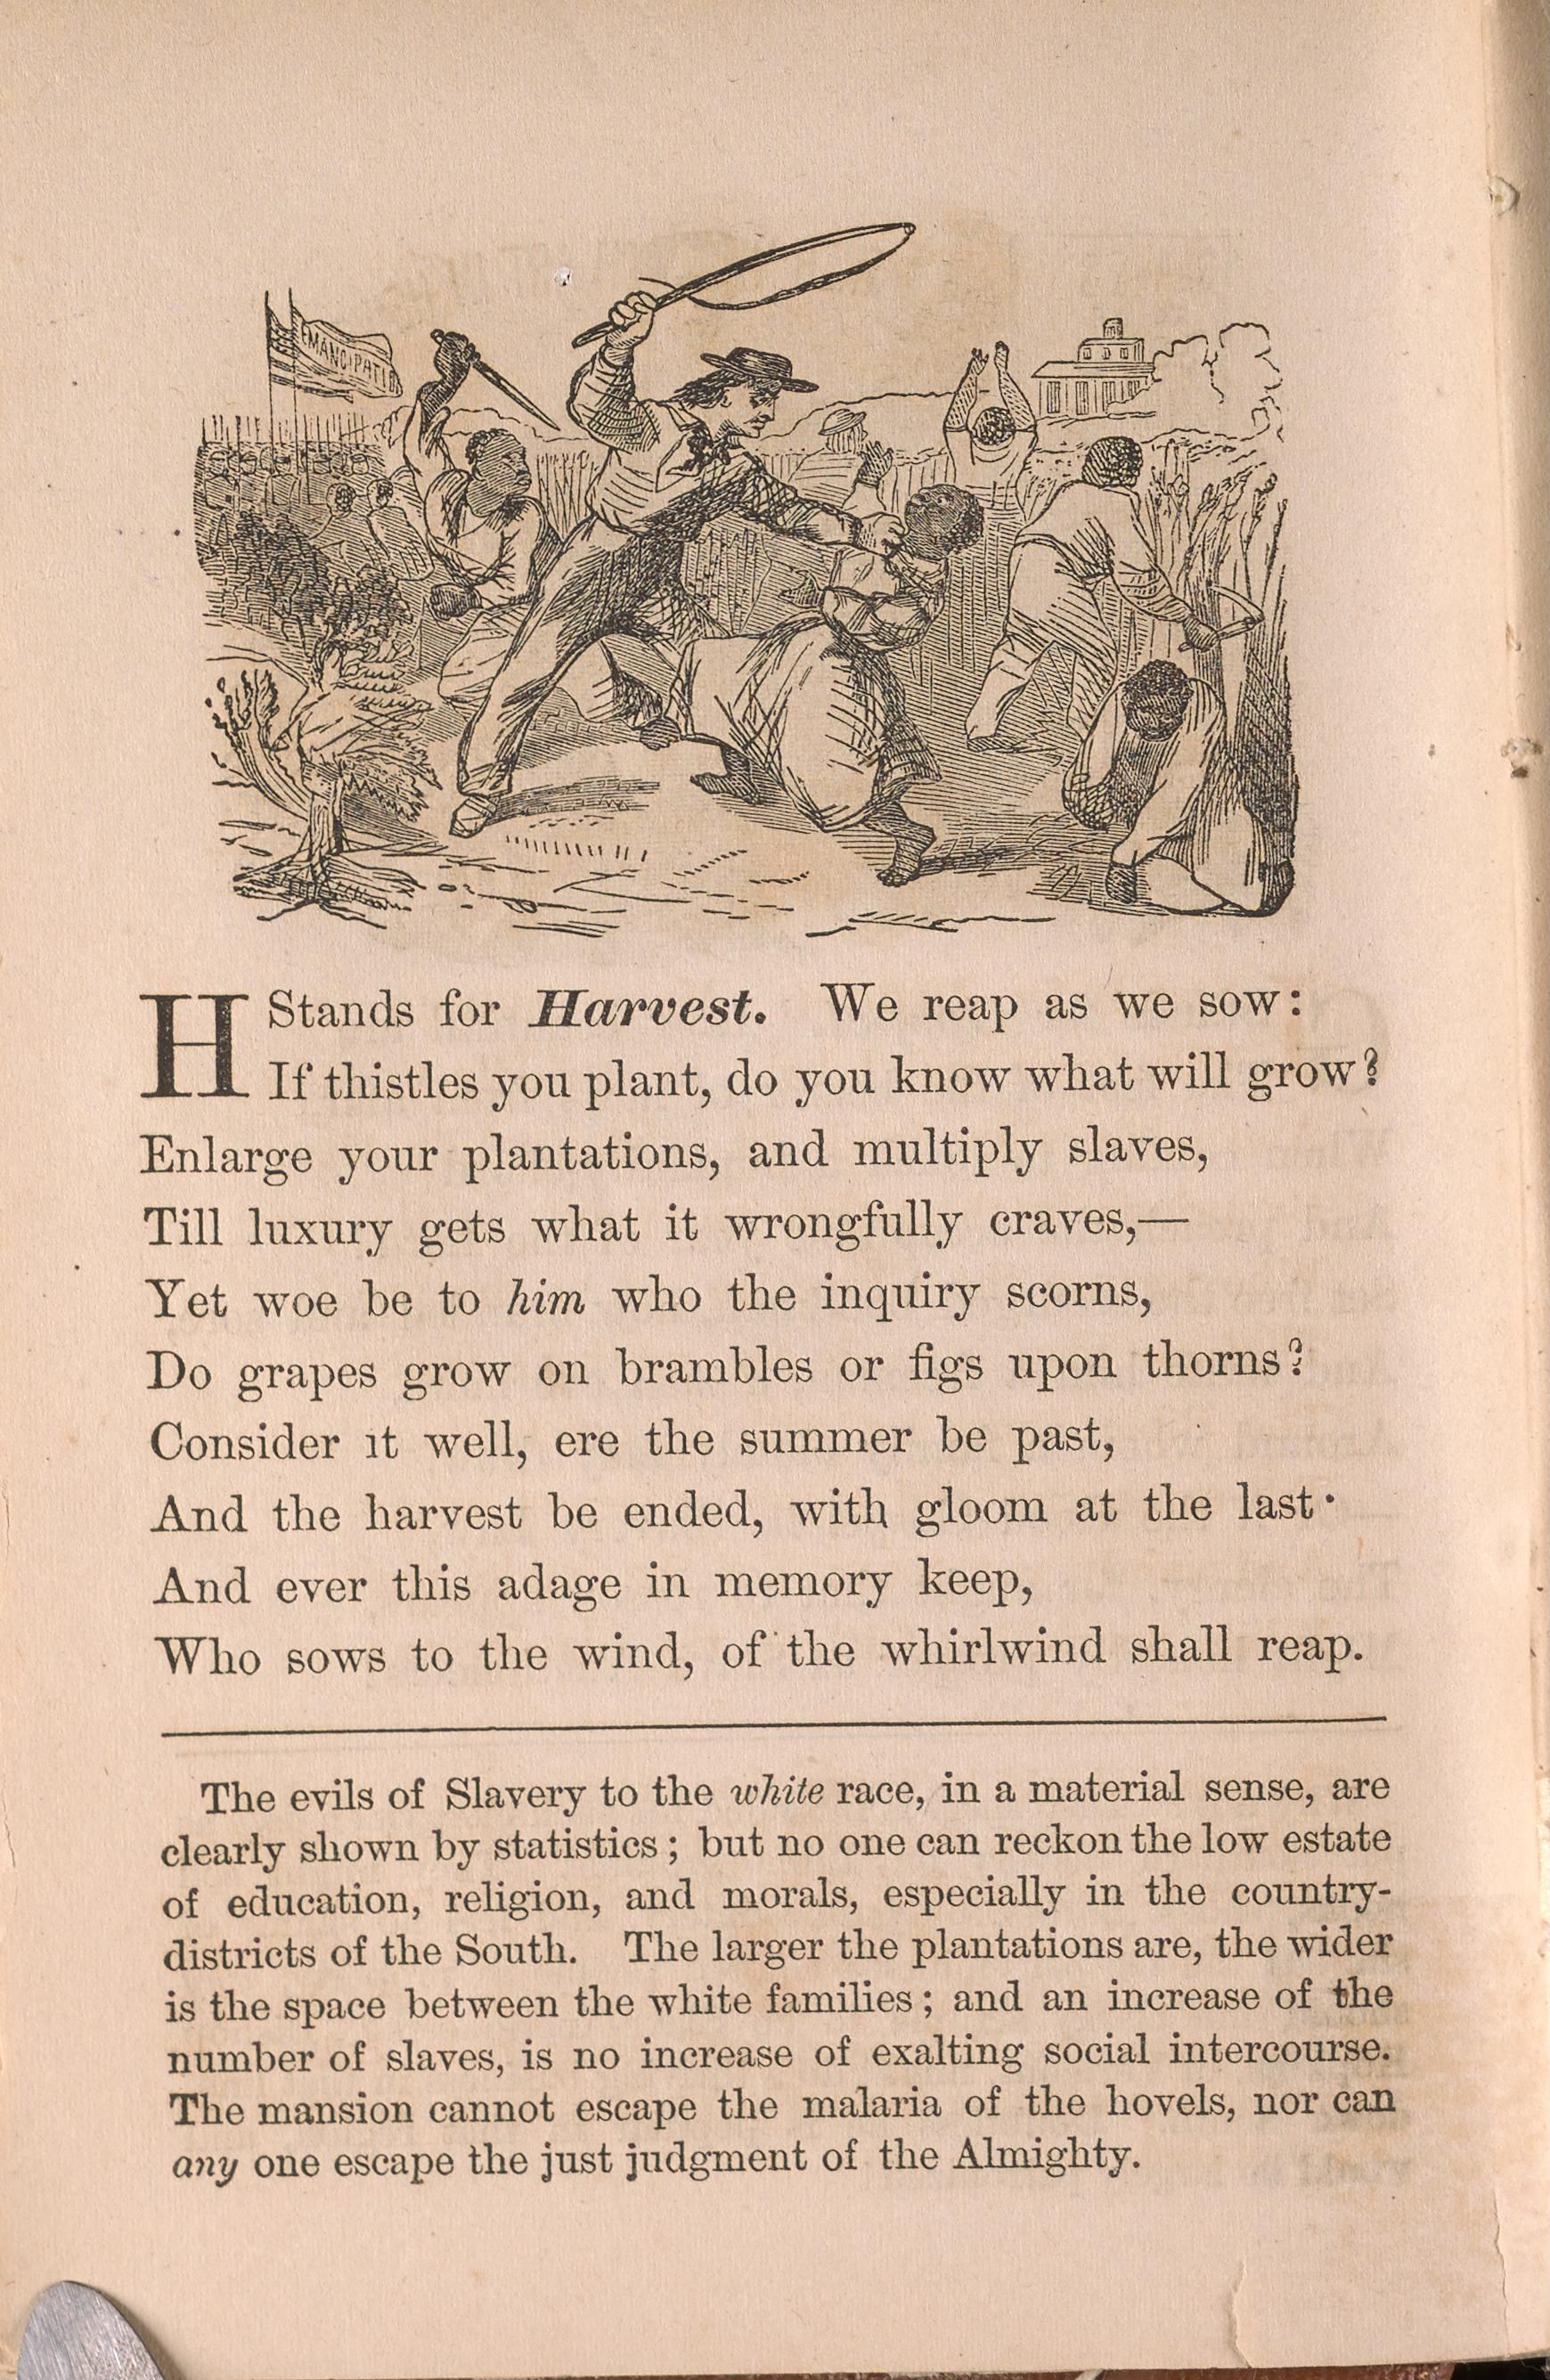 EMANCIPATIO
H Stands for Harvest. We reap as we sow:
If thistles you plant, do you know what will grow?
Enlarge your plantations, and multiply slaves,
Till luxury gets what it wrongfully craves,—
Yet woe be to him who the inquiry scorns,
Do grapes grow on brambles or figs upon thorns?
Consider it well, ere the summer be past,
And the harvest be ended, with gloom at the last·
And ever this adage in memory keep,
Who sows to the wind, of the whirlwind shall reap.
The evils of Slavery to the white race, in a material sense, are
clearly shown by statistics; but no one can reckon the low estate
of education, religion, and morals, especially in the country-
districts of the South. The larger the plantations are, the wider
is the space between the white families; and an increase of the
number of slaves, is no increase of exalting social intercourse.
The mansion cannot escape the malaria of the hovels, nor can
any one escape the just judgment of the Almighty.